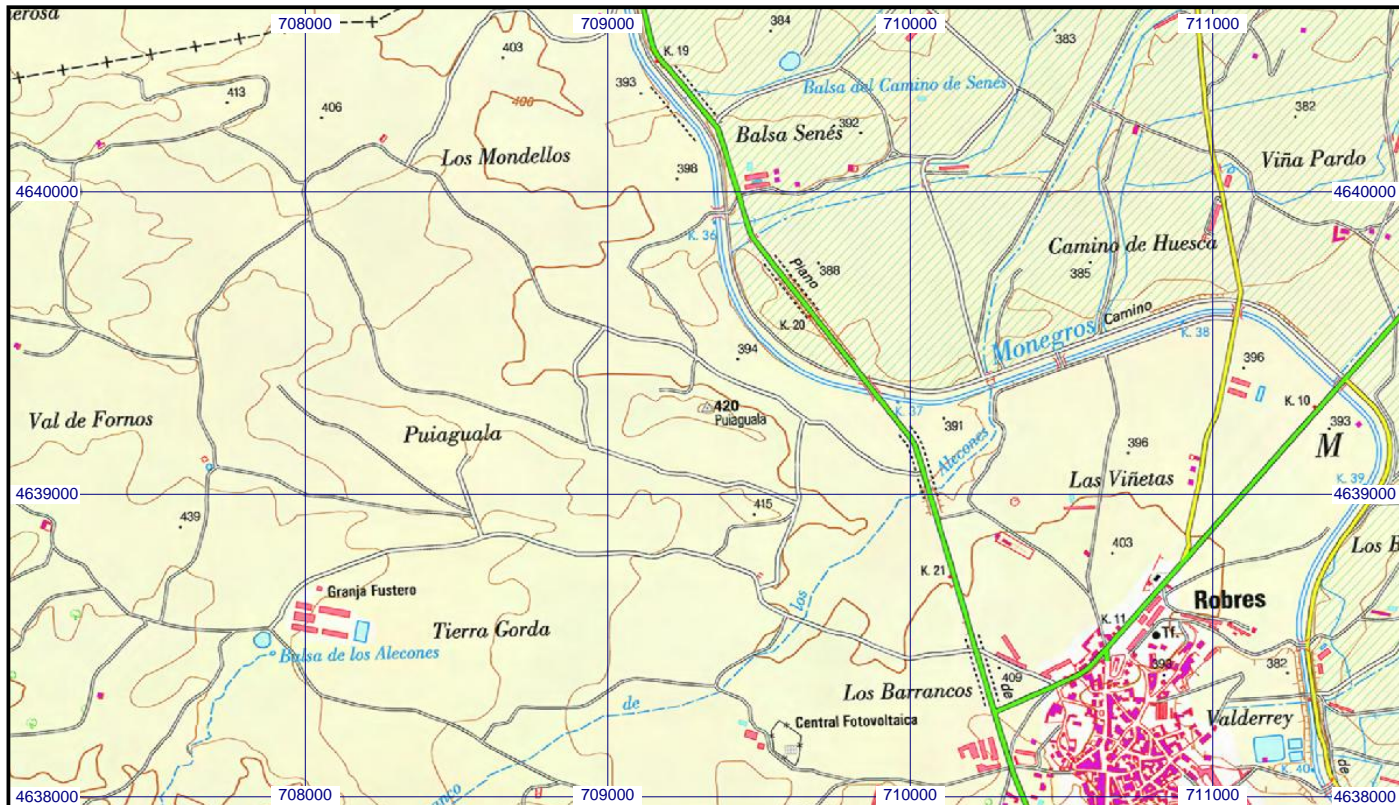 708000
709000
710000
711000
384
383
403
K. 19
393
Balsa del Camino de Senés
413
400
406
382
392
Balsa Senés
Los Mondellos
Viña Pardo
398
4640000
4640000
K. 36
Camino de Huesca
388
Plano
385
Camino
K. 20
Monegros
K. 38
394
396
K. 10
420
Puiaguala
K. 37
Val de Fornos
391
393
Puiaguala
396
M
Alecones
Las Viñetas
K. 39
4639000
4639000
415
439
403
Los B
K. 21
Granja Fustero
los
Robres
K. 11
Tierra Gorda
Tf.
Balsa de los Alecones
382
409
Los Barrancos
de
de
Central Fotovoltaica
Valderrey
K. 40
de
4638000
4638000
708000
709000
710000
711000